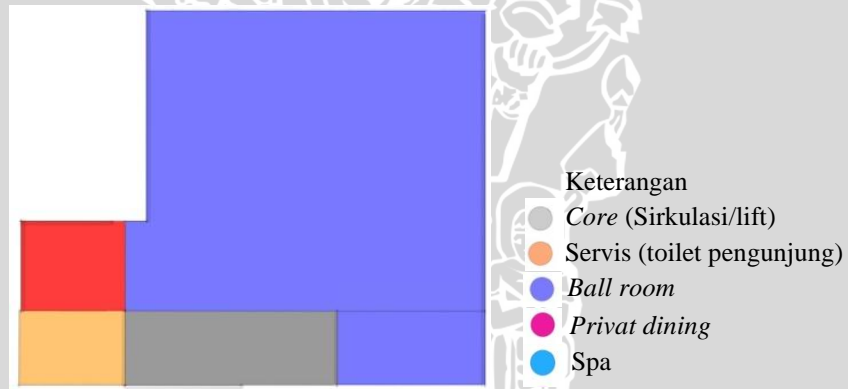 Keterangan
Core (Sirkulasi/lift)
Servis (toilet pengunjung)
Ball room
Privat dining
Spa